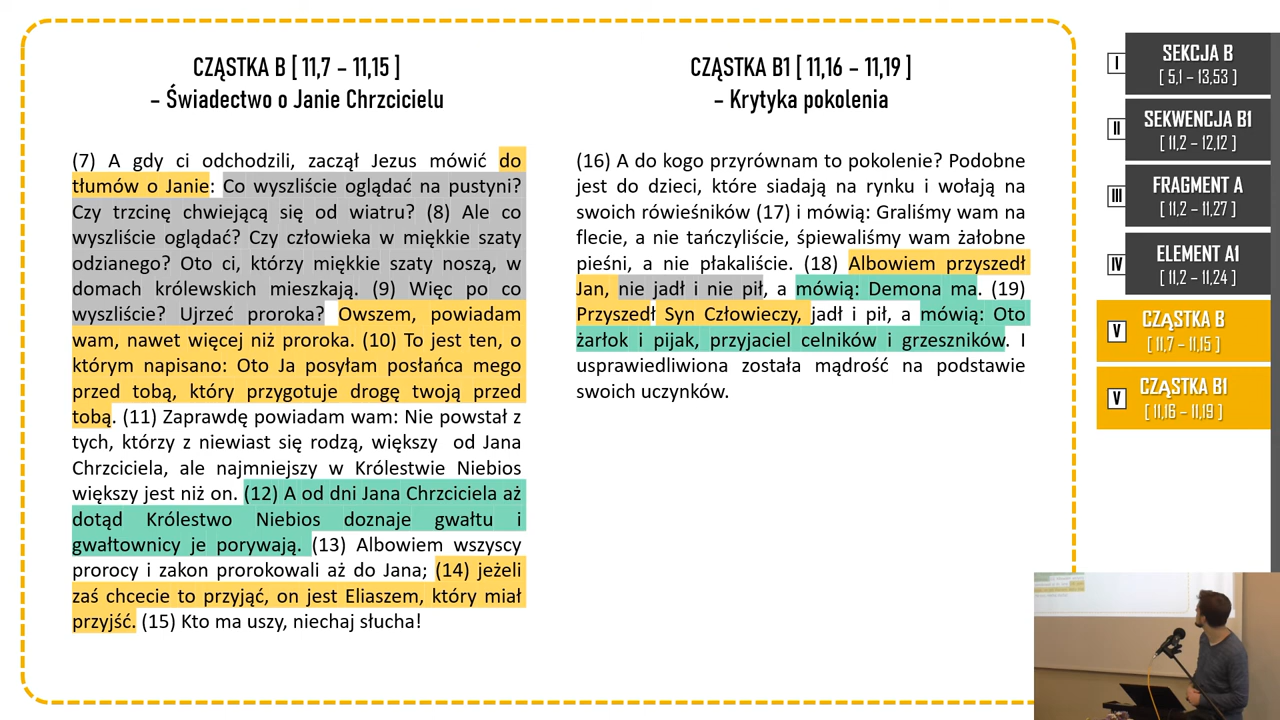 CZĄSTKA B [ 11,7 – 11,15 ]
– Świadectwo o Janie Chrzcicielu
(7) A gdy ci odchodzili, zaczął Jezus mówić do
tłumów o Janie: Co wyszliście oglądać na pustyni?
Czy trzcinę chwiejącą się od wiatru? (8) Ale co
wyszliście oglądać? Czy człowieka w miękkie szaty
odzianego? Oto ci, którzy miękkie szaty noszą, w
domach królewskich mieszkają. (9) Więc po co
wyszliście? Ujrzeć proroka? Owszem, powiadam
wam, nawet więcej niż proroka. (10) To jest ten, o
którym napisano: Oto Ja posyłam posłańca mego
przed tobą, który przygotuje drogę twoją przed
tobą. (11) Zaprawdę powiadam wam: Nie powstał z
tych, którzy z niewiast się rodzą, większy od Jana
Chrzciciela, ale najmniejszy w Królestwie Niebios
większy jest niż on. (12) A od dni Jana Chrzciciela aż
dotąd Królestwo Niebios doznaje gwałtu i
gwałtownicy je porywają. (13) Albowiem wszyscy
prorocy i zakon prorokowali aż do Jana; (14) jeżeli
zaś chcecie to przyjąć, on jest Eliaszem, który miał
przyjść. (15) Kto ma uszy, niechaj słucha!
CZĄSTKA B1 [ 11,16 – 11,19 ]
– Krytyka pokolenia
(16) A do kogo przyrównam to pokolenie? Podobne
jest do dzieci, które siadają na rynku i wołają na
swoich rówieśników (17) i mówią: Graliśmy wam na
flecie, a nie tańczyliście, śpiewaliśmy wam żałobne
pieśni, a nie płakaliście. (18) Albowiem przyszedł
Jan, nie jadł i nie pił, a mówią: Demona ma. (19)
Przyszedł Syn Człowieczy, jadł i pił, a mówią: Oto
żarłok i pijak, przyjaciel celników i grzeszników. I
usprawiedliwiona została mądrość na podstawie
swoich uczynków.
I
SEKCJA B
[ 5,1 – 13,53 ]
II
SEKWENCJA B1
[ 11,2 – 12,12 ]
III
FRAGMENT A
[ 11,2 – 11,27 ]
IV
ELEMENT A1
[ 11,2 – 11,24 ]
V
CZĄSTKA B
[ 11,7 – 11,15 ]
V
CZĄSTKA B1
[ 11,16 – 11,19 ]